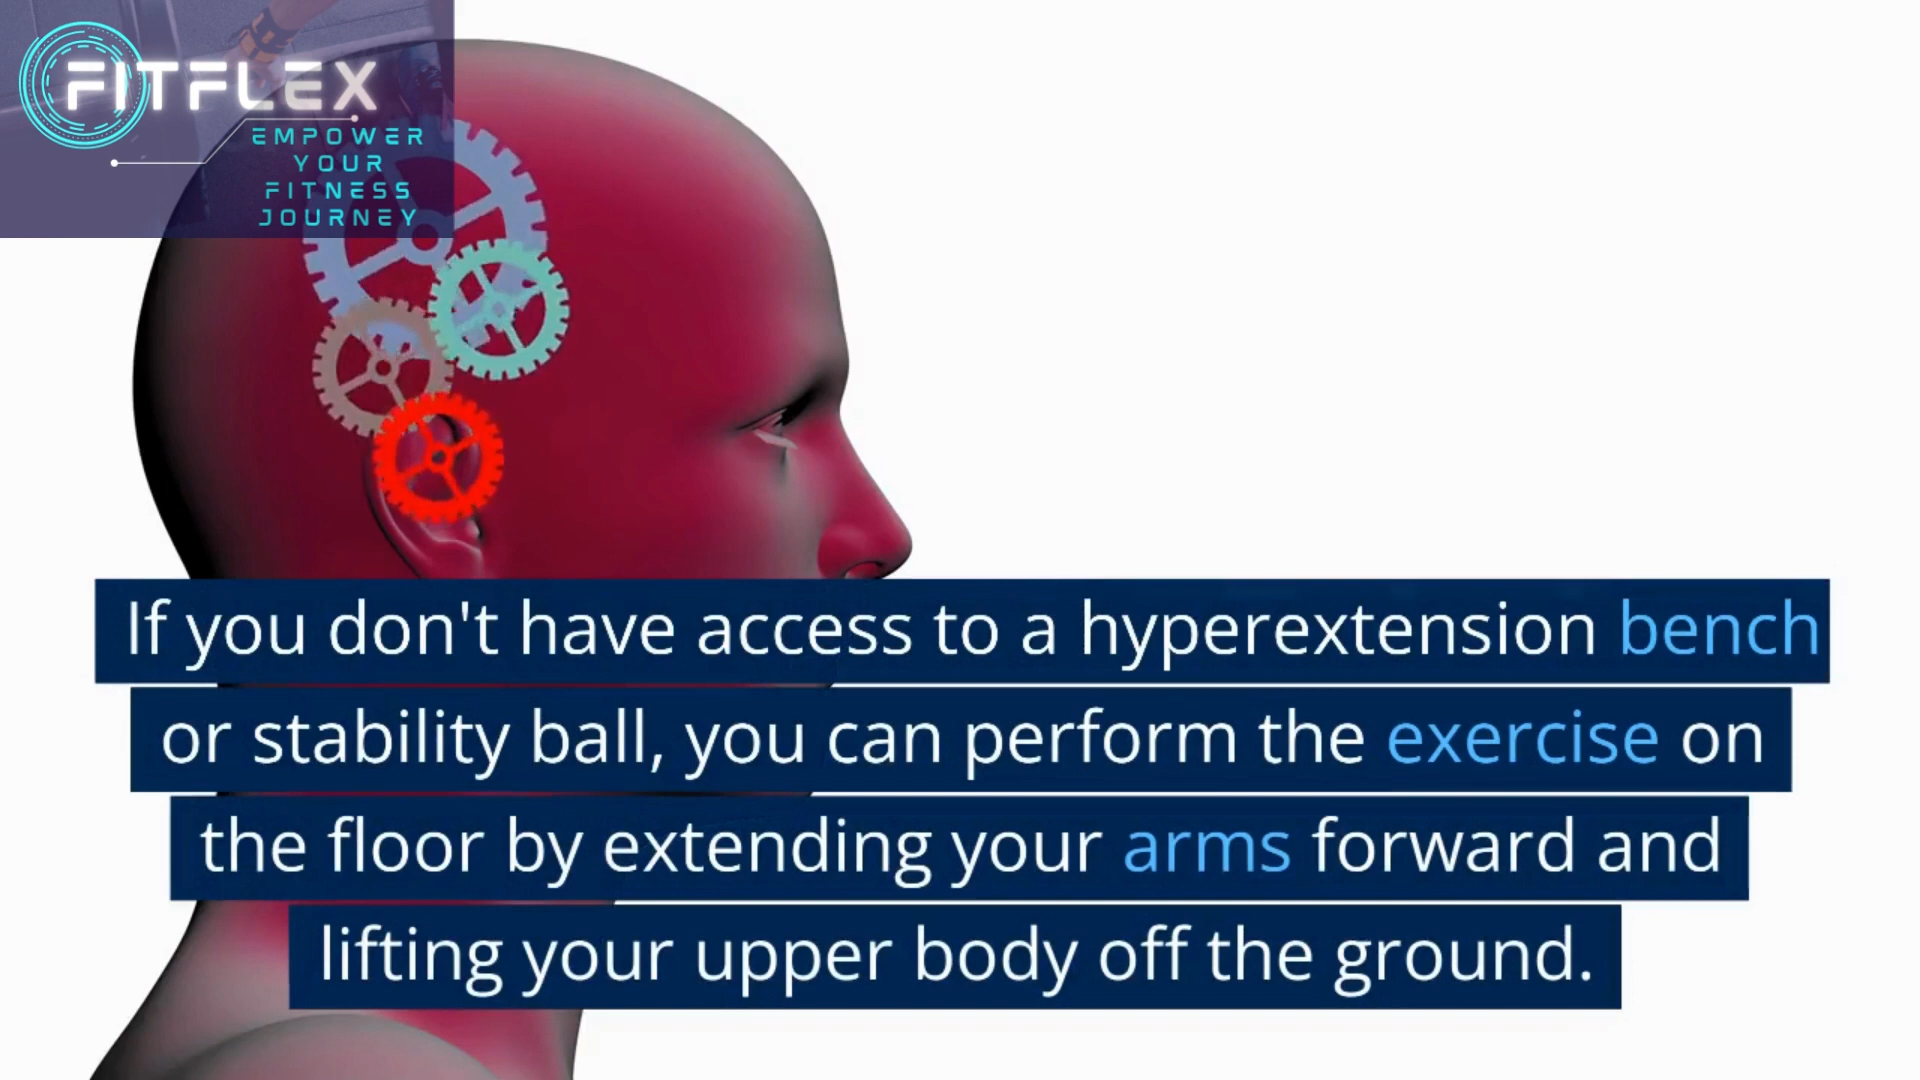 FITFLEX
EMPOWER
YOUR
FITNESS
JOURNEY
If you don't have access to a hyperextension bench
or stability ball, you can perform the exercise on
the floor by extending your arms forward and
lifting your upper body off the ground.